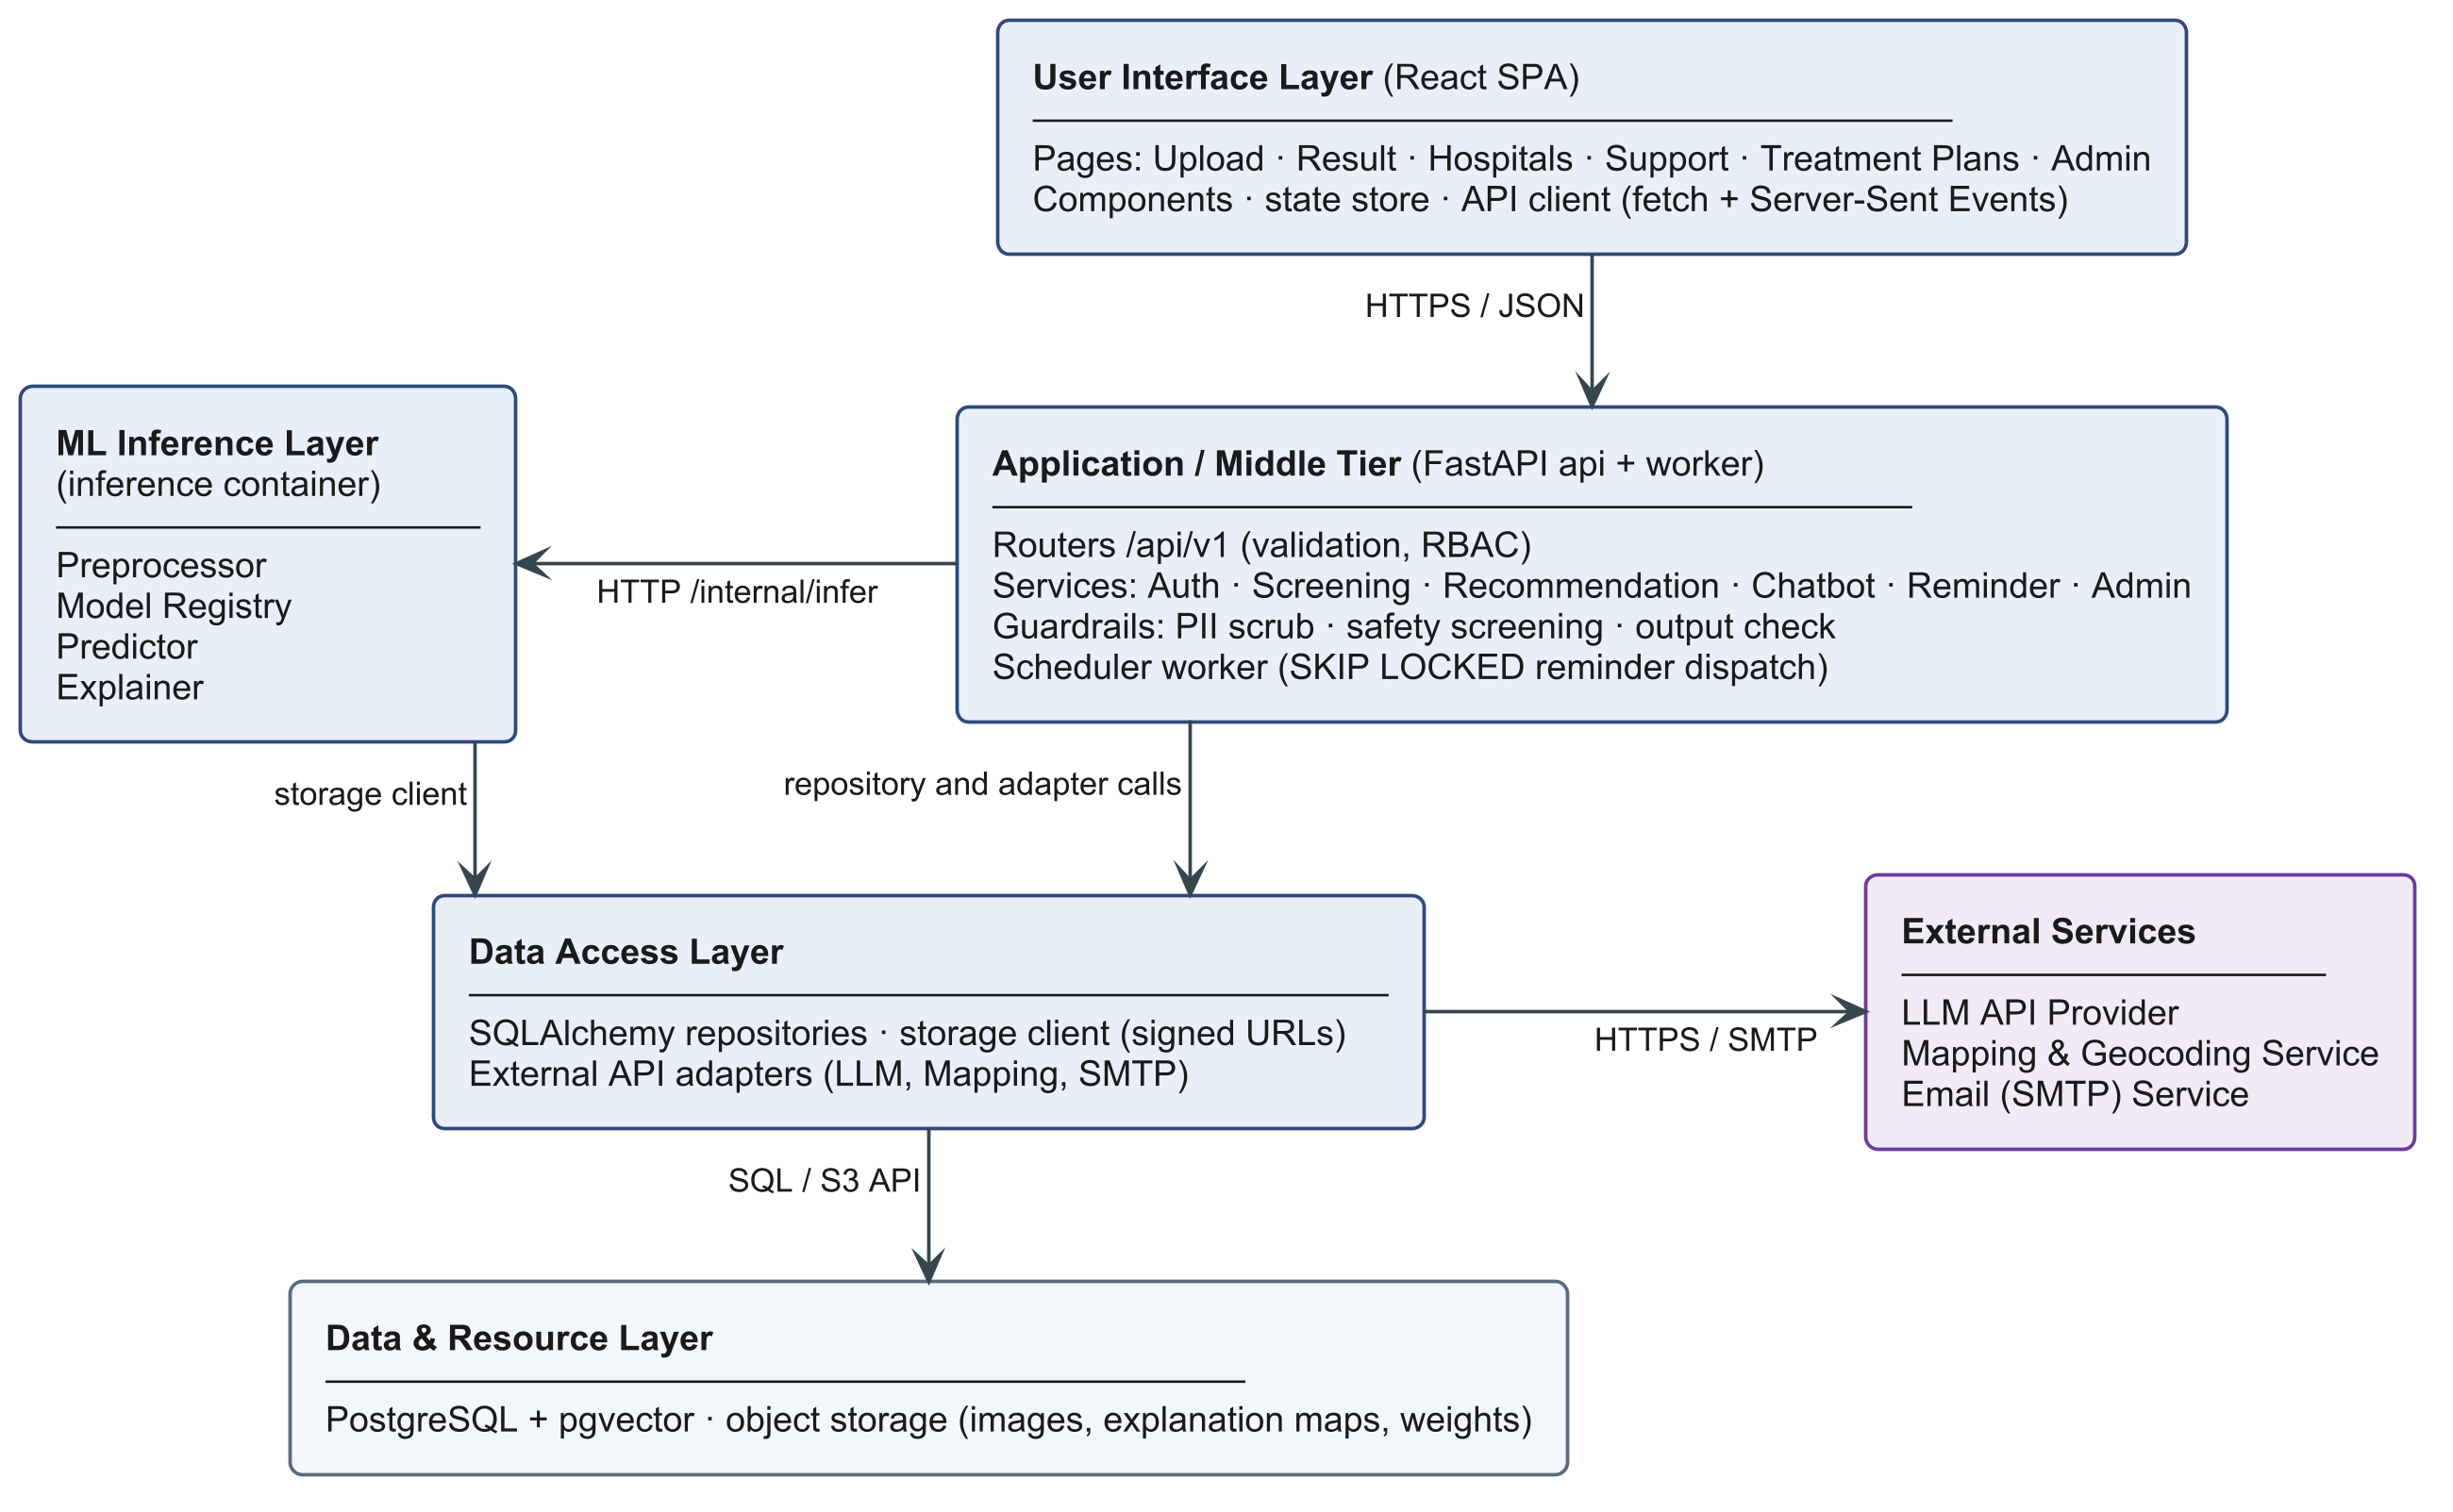 User Interface Layer (React SPA)
Pages: Upload · Result · Hospitals · Support · Treatment Plans · Admin
Components · state store · API client (fetch + Server-Sent Events)
HTTPS / JSON
ML Inference Layer
(inference container)
Preprocessor
Model Registry
Predictor
Explainer
HTTP /internal/infer
Application / Middle Tier (FastAPI api + worker)
Routers /api/v1 (validation, RBAC)
Services: Auth · Screening · Recommendation · Chatbot · Reminder · Admin
Guardrails: PII scrub · safety screening · output check
Scheduler worker (SKIP LOCKED reminder dispatch)
storage client
repository and adapter calls
Data Access Layer
SQLAlchemy repositories · storage client (signed URLs)
External API adapters (LLM, Mapping, SMTP)
HTTPS / SMTP
External Services
LLM API Provider
Mapping & Geocoding Service
Email (SMTP) Service
SQL / S3 API
Data & Resource Layer
PostgreSQL + pgvector · object storage (images, explanation maps, weights)